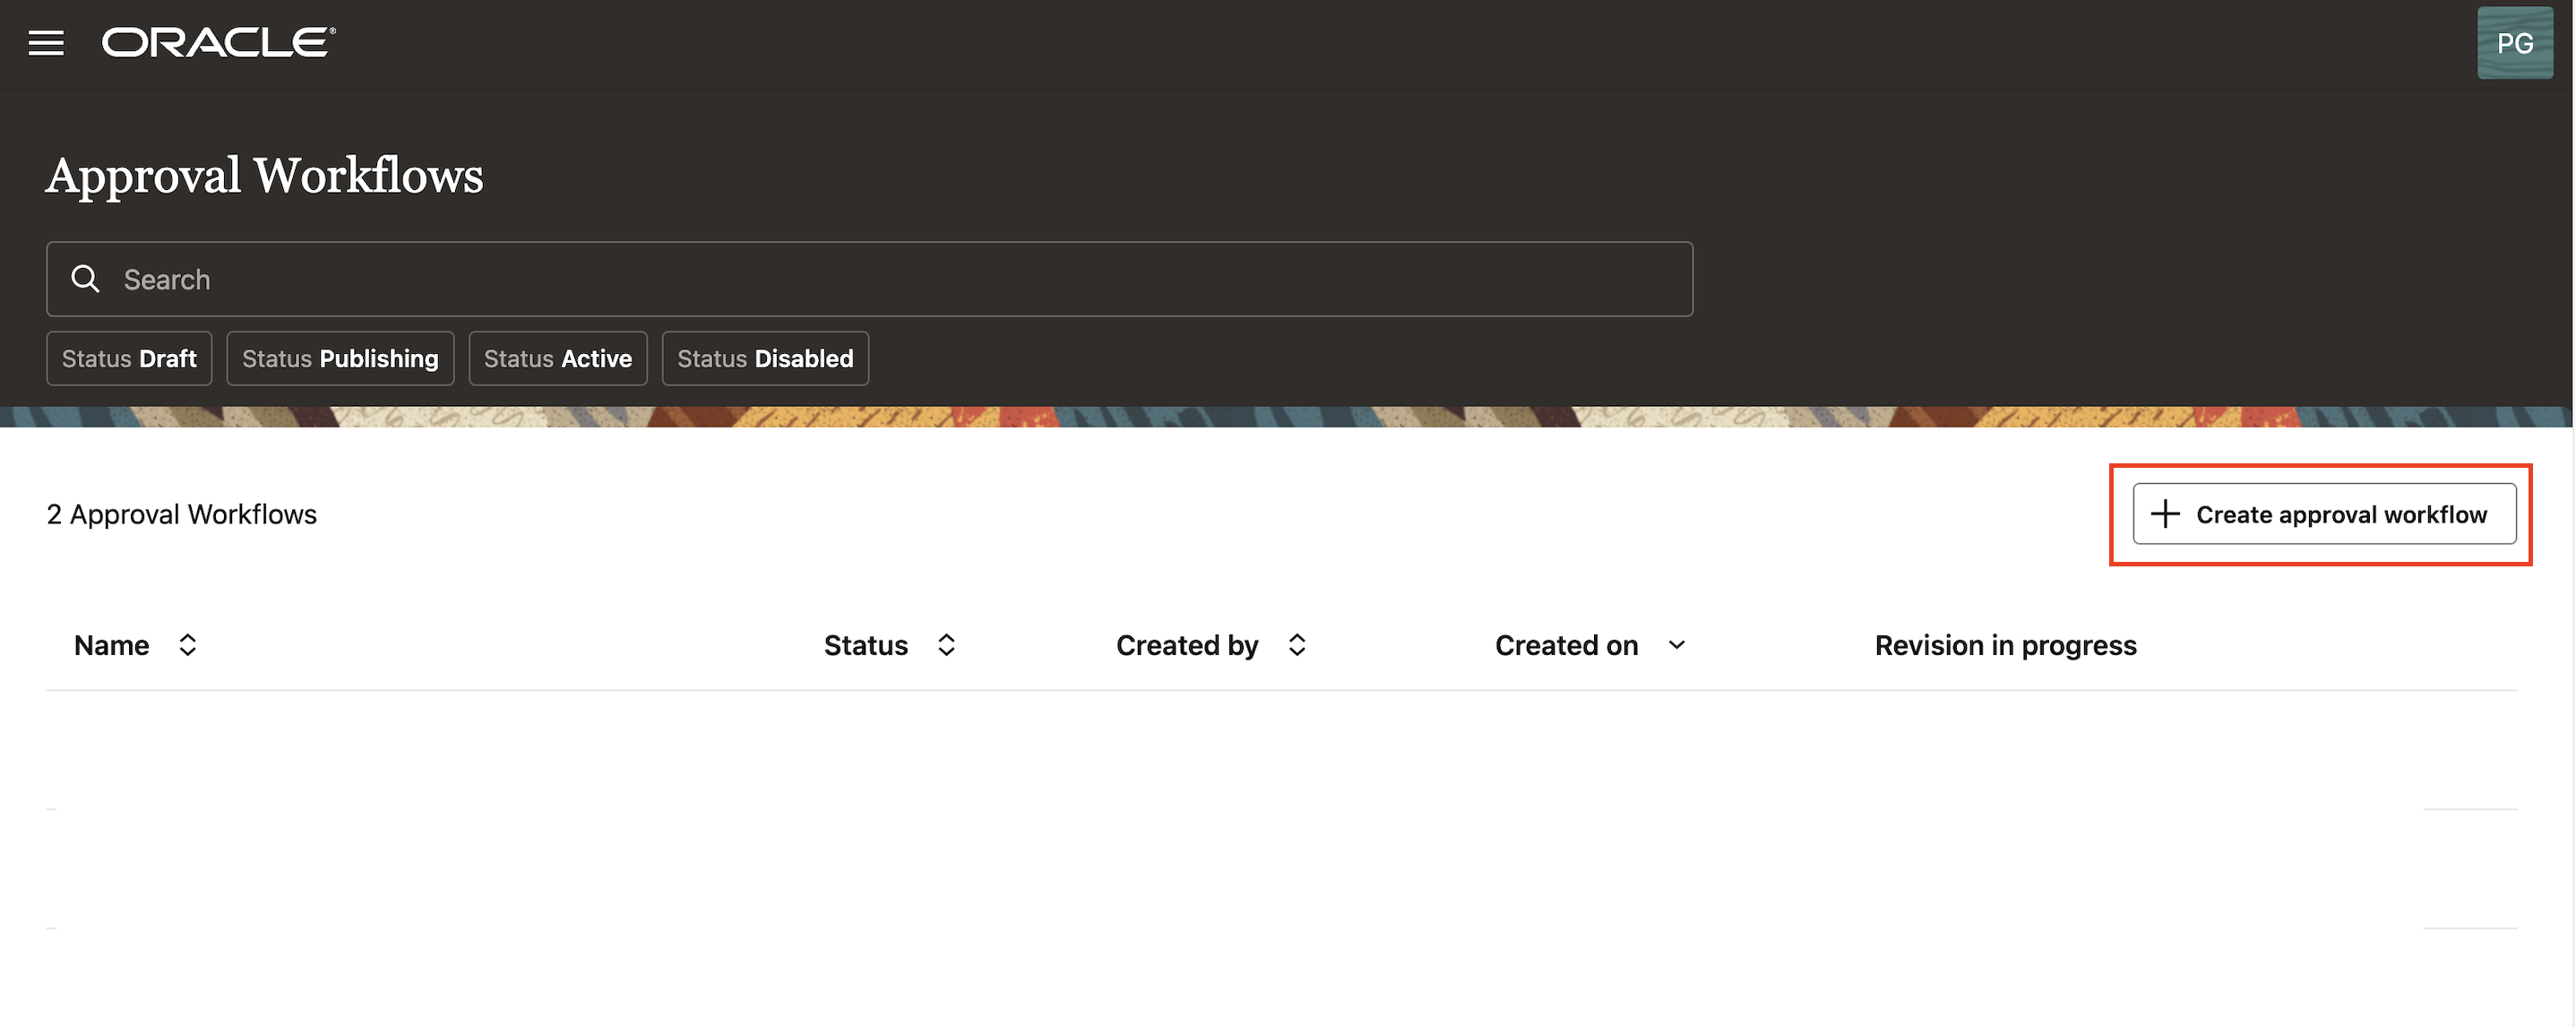 ORACLE®
PG
Approval Workflows
Search
Status Draft Status Publishing Status Active Status Disabled
2 Approval Workflows
Create approval workflow
Name Status Created by Created on Revision in progress